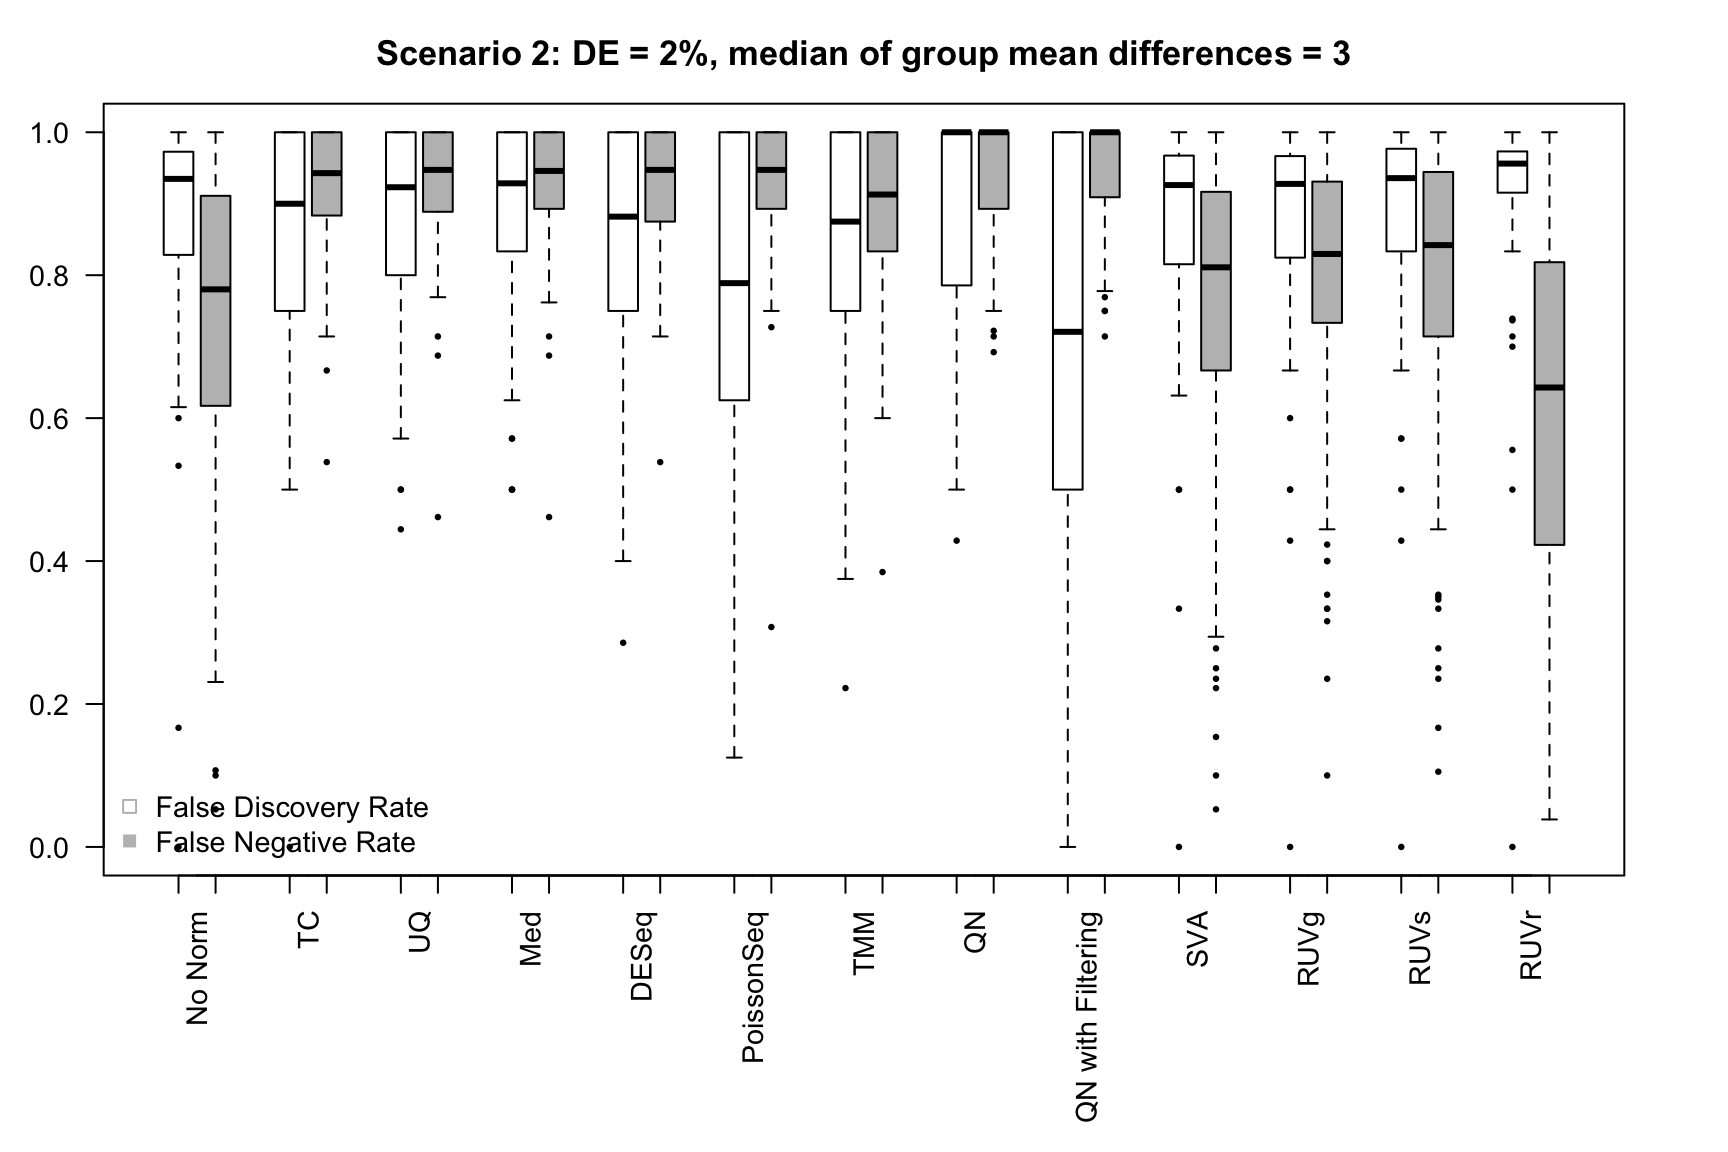 Scenario 2: DE = 2%, median of group mean differences = 3
1.0
0.8
0.6
0.4
0.2
0.0
False Discovery Rate
False Negative Rate
No Norm
TC
UQ
Med
DESeq
PoissonSeq
TMM
QN
QN with Filtering
SVA
RUVg
RUVs
RUVr